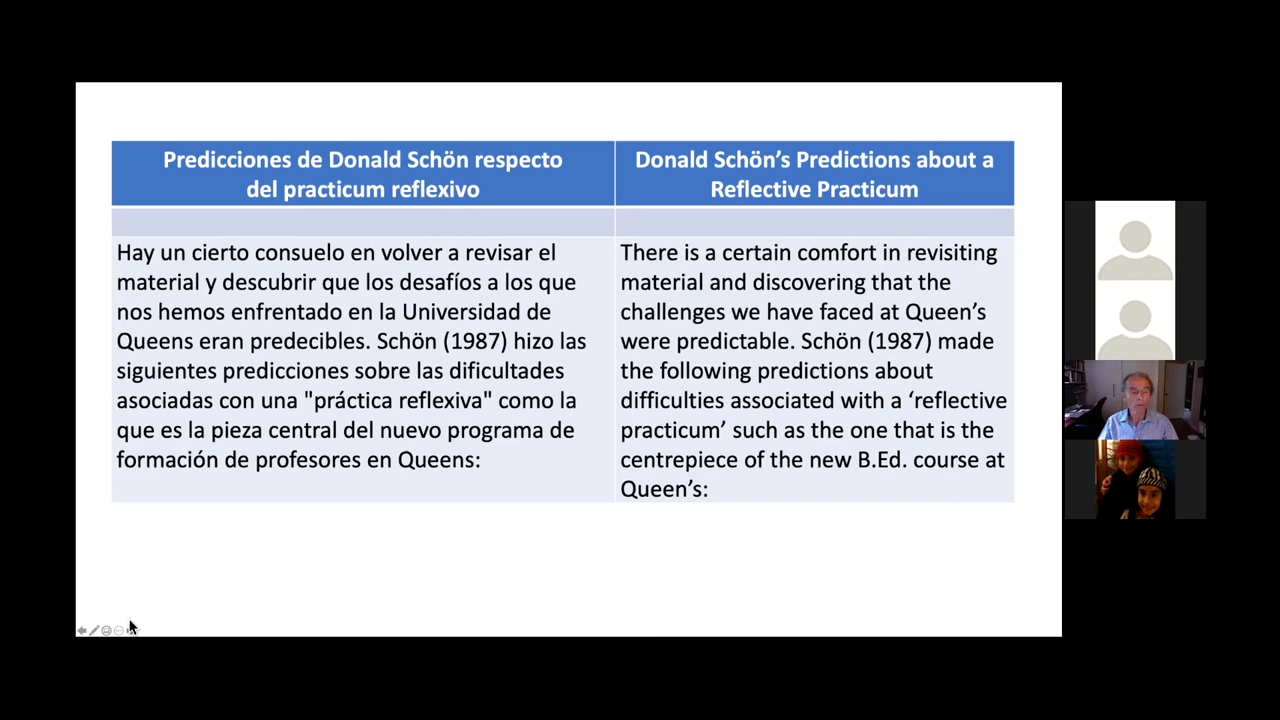 Predicciones de Donald Schön respecto
del practicum reflexivo
Donald Schön’s Predictions about a
Reflective Practicum
Hay un cierto consuelo en volver a revisar el
material y descubrir que los desafíos a los que
nos hemos enfrentado en la Universidad de
Queens eran predecibles. Schön (1987) hizo las
siguientes predicciones sobre las dificultades
asociadas con una "práctica reflexiva" como la
que es la pieza central del nuevo programa de
formación de profesores en Queens:
There is a certain comfort in revisiting
material and discovering that the
challenges we have faced at Queen’s
were predictable. Schön (1987) made
the following predictions about
difficulties associated with a ‘reflective
practicum’ such as the one that is the
centrepiece of the new B.Ed. course at
Queen’s: